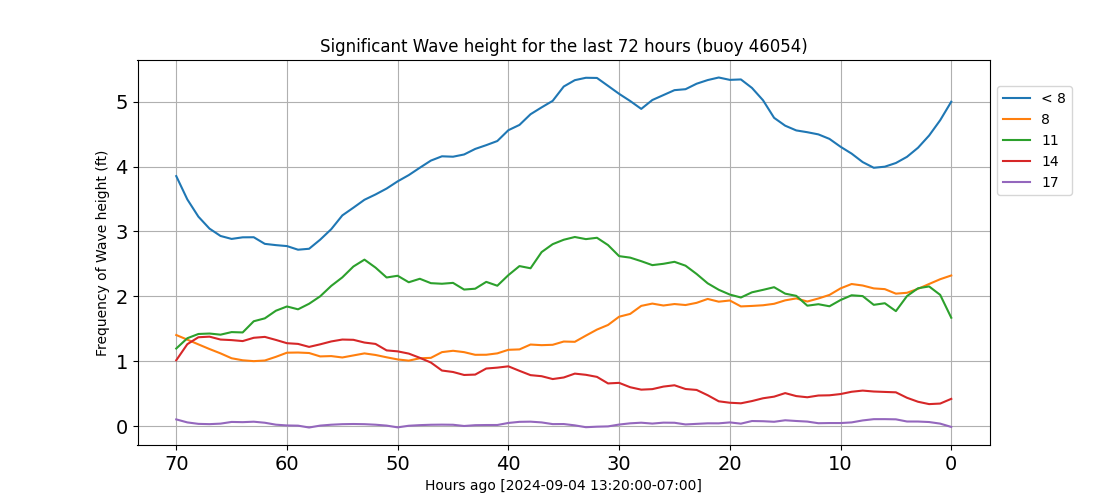 Significant Wave height for the last 72 hours (buoy 46054)
Frequency of Wave height (ft)
5
4
3
2
1
0
70 60 50 40 30 20 10 0
Hours ago [2024-09-04 13:20:00-07:00]
< 8
8
11
14
17